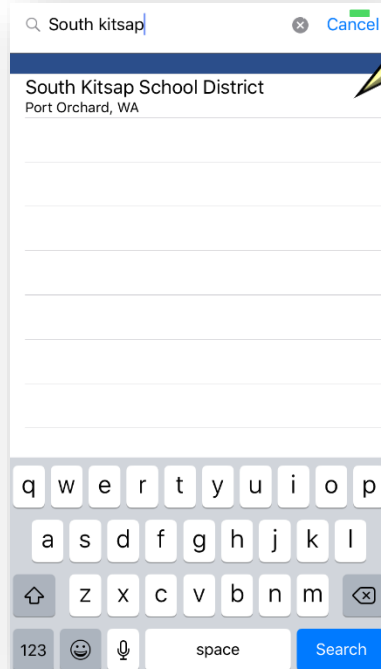 South kitsap Cancel
South Kitsap School District
Port Orchard, WA
q w e r t y u i o p
a s d f g h j k l
z x c v b n m
123 space Search